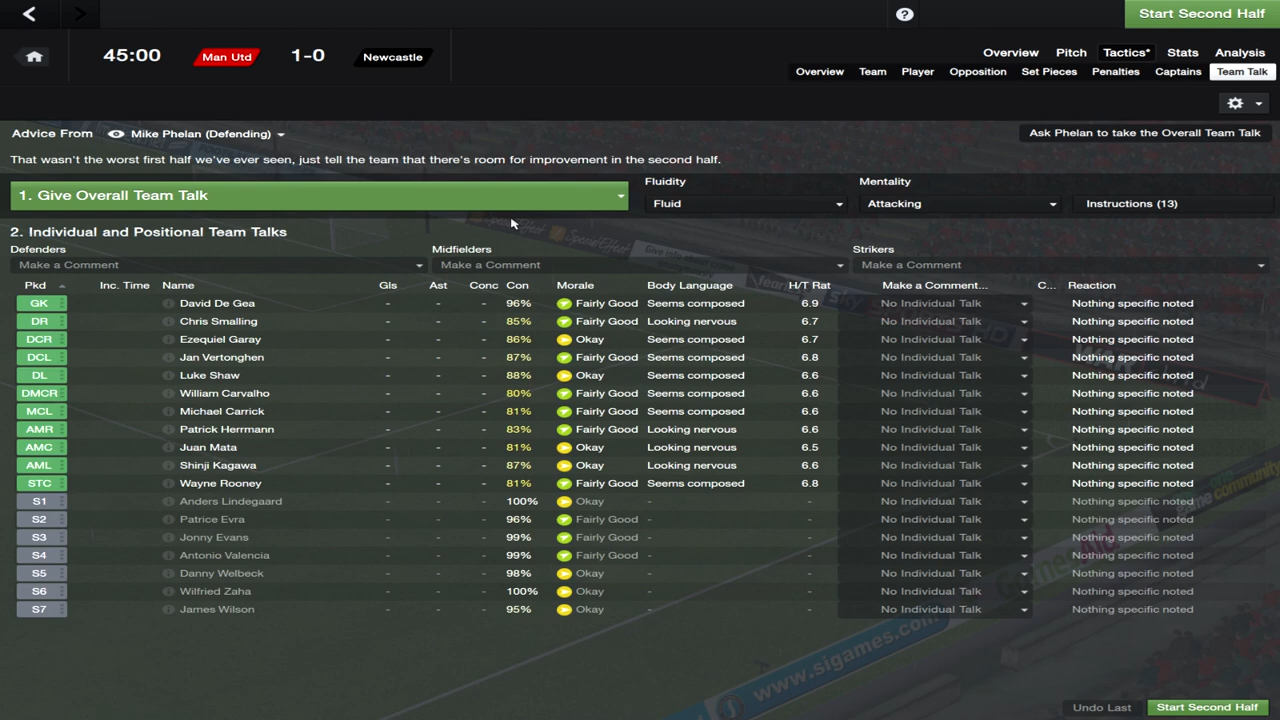 Start Second Half
45:00 Man Utd 1-0 Newcastle
Overview Pitch Tactics* Stats Analysis
Overview Team Player Opposition Set Pieces Penalties Captains Team Talk
Advice From Mike Phelan (Defending) Ask Phelan to take the Overall Team Talk
That wasn't the worst first half we've ever seen, just tell the team that there's room for improvement in the second half.
1. Give Overall Team Talk
Fluidity Mentality
Fluid Attacking Instructions (13)
2. Individual and Positional Team Talks
Defenders Midfielders Strikers
Make a Comment Make a Comment Make a Comment
Pkd Inc. Time Name Gls Ast Conc Con Morale Body Language H/T Rat Make a Comment... C... Reaction
GK David De Gea - - - 96% Fairly Good Seems composed 6.9 No Individual Talk Nothing specific noted
DR Chris Smalling - - - 85% Fairly Good Looking nervous 6.7 No Individual Talk Nothing specific noted
DCR Ezequiel Garay - - - 86% Okay Seems composed 6.7 No Individual Talk Nothing specific noted
DCL Jan Vertonghen - - - 87% Fairly Good Seems composed 6.8 No Individual Talk Nothing specific noted
DL Luke Shaw - - - 88% Okay Seems composed 6.6 No Individual Talk Nothing specific noted
DMCR William Carvalho - - - 80% Fairly Good Seems composed 6.6 No Individual Talk Nothing specific noted
MCL Michael Carrick - - - 81% Fairly Good Seems composed 6.6 No Individual Talk Nothing specific noted
AMR Patrick Herrmann - - - 83% Fairly Good Looking nervous 6.6 No Individual Talk Nothing specific noted
AMC Juan Mata - - - 81% Okay Looking nervous 6.5 No Individual Talk Nothing specific noted
AML Shinji Kagawa - - - 87% Okay Looking nervous 6.6 No Individual Talk Nothing specific noted
STC Wayne Rooney - - - 81% Fairly Good Seems composed 6.8 No Individual Talk Nothing specific noted
S1 Anders Lindegaard 100% Okay - - No Individual Talk Nothing specific noted
S2 Patrice Evra 96% Fairly Good - - No Individual Talk Nothing specific noted
S3 Jonny Evans 99% Fairly Good - - No Individual Talk Nothing specific noted
S4 Antonio Valencia 99% Fairly Good - - No Individual Talk Nothing specific noted
S5 Danny Welbeck 98% Okay - - No Individual Talk Nothing specific noted
S6 Wilfried Zaha 100% Okay - - No Individual Talk Nothing specific noted
S7 James Wilson 95% Okay - - No Individual Talk Nothing specific noted
www.sigames.com
Undo Last Start Second Half